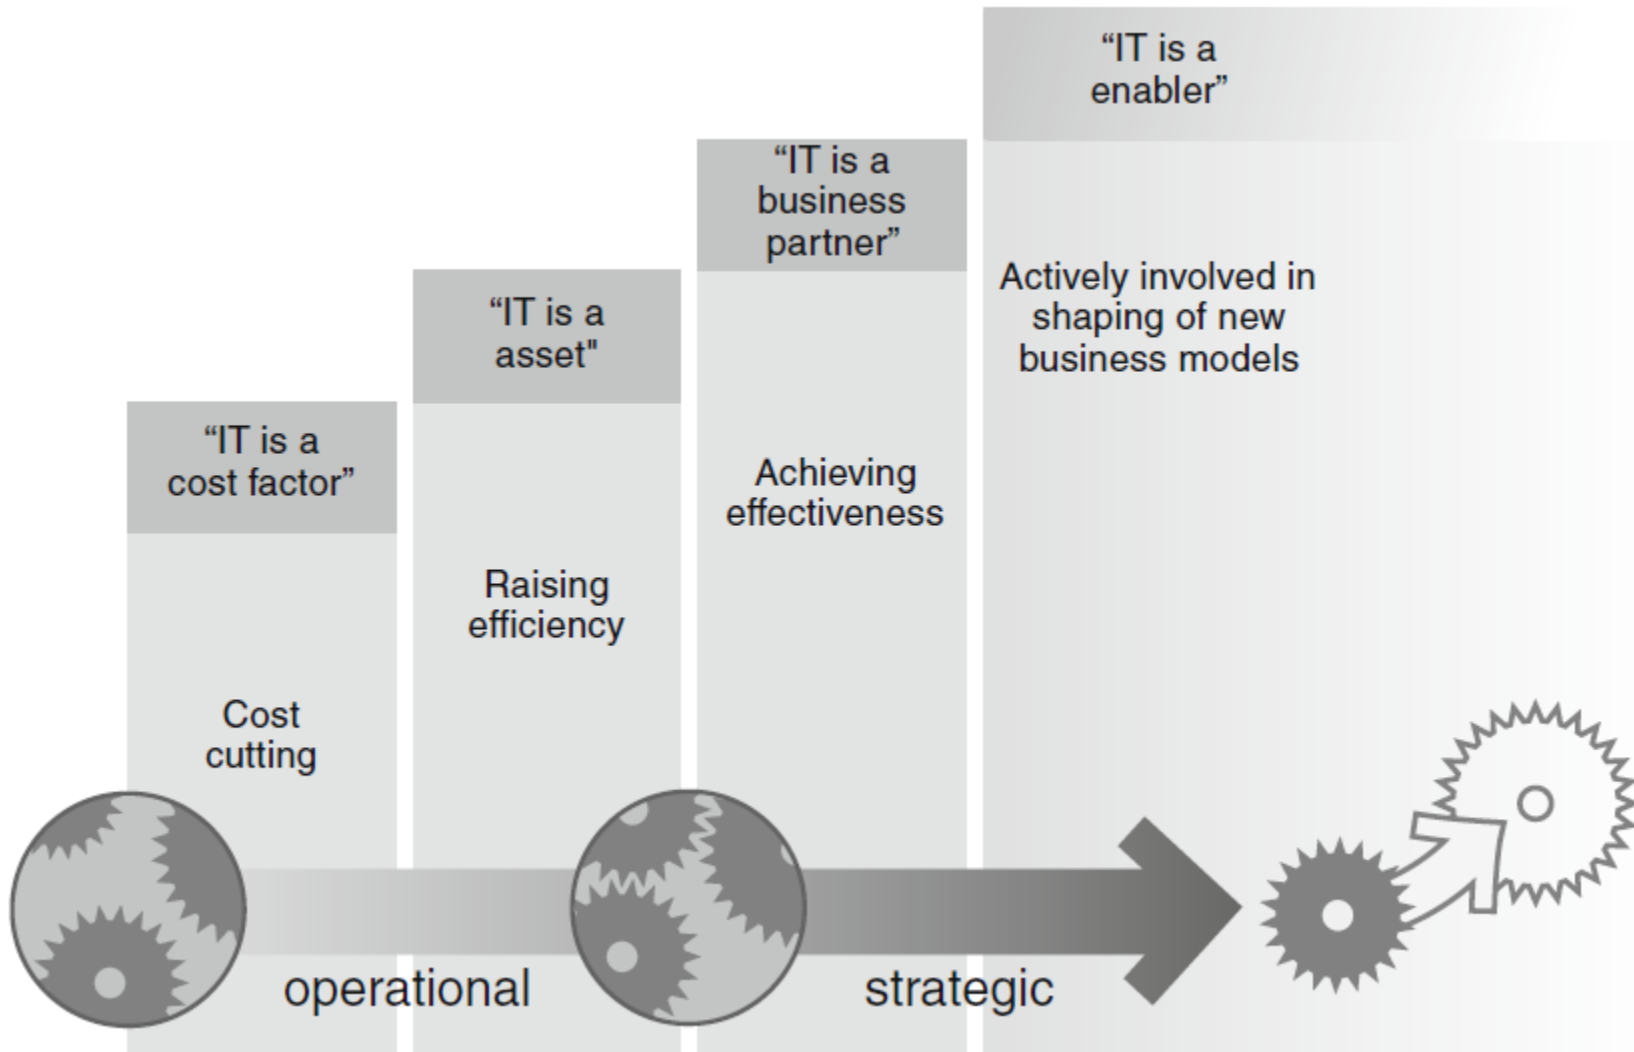 “IT is a
cost factor”
Cost
cutting
“IT is a
asset"
Raising
efficiency
“IT is a
business
partner”
Achieving
effectiveness
“IT is a
enabler”
Actively involved in
shaping of new
business models
operational
strategic